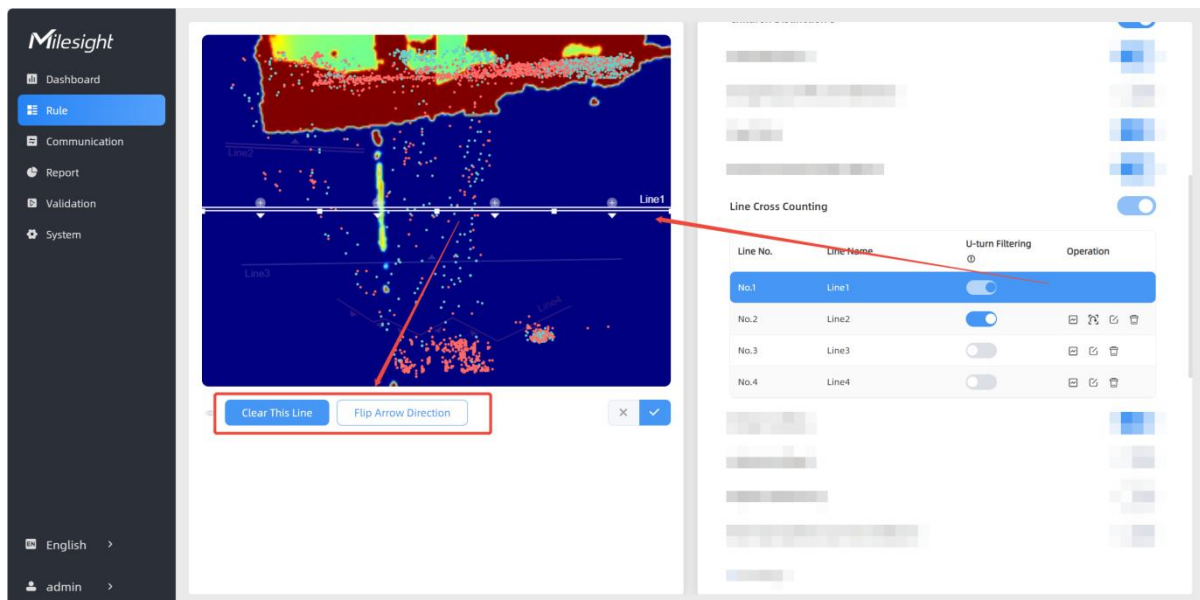 Milesight
Dashboard
Rule
Communication
Report
Validation
System
EN English >
admin >
Line2
Line1
Line3
Line4
Clear This Line
Flip Arrow Direction
Line Cross Counting
Line No. Line Name U-turn Filtering Operation
No.1 Line1
No.2 Line2
No.3 Line3
No.4 Line4